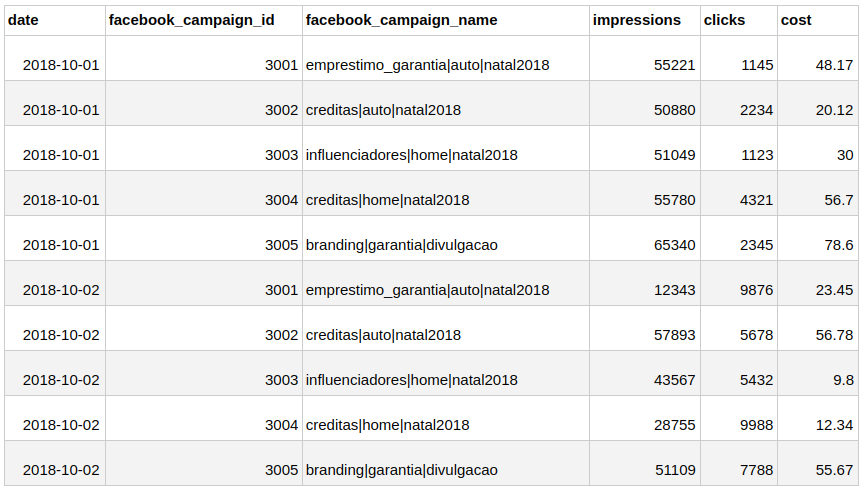 date facebook_campaign_id facebook_campaign_name impressions clicks cost
2018-10-01 3001 emprestimo_garantia|auto|natal2018 55221 1145 48.17
2018-10-01 3002 creditas|auto|natal2018 50880 2234 20.12
2018-10-01 3003 influenciadores|home|natal2018 51049 1123 30
2018-10-01 3004 creditas|home|natal2018 55780 4321 56.7
2018-10-01 3005 branding|garantia|divulgacao 65340 2345 78.6
2018-10-02 3001 emprestimo_garantia|auto|natal2018 12343 9876 23.45
2018-10-02 3002 creditas|auto|natal2018 57893 5678 56.78
2018-10-02 3003 influenciadores|home|natal2018 43567 5432 9.8
2018-10-02 3004 creditas|home|natal2018 28755 9988 12.34
2018-10-02 3005 branding|garantia|divulgacao 51109 7788 55.67